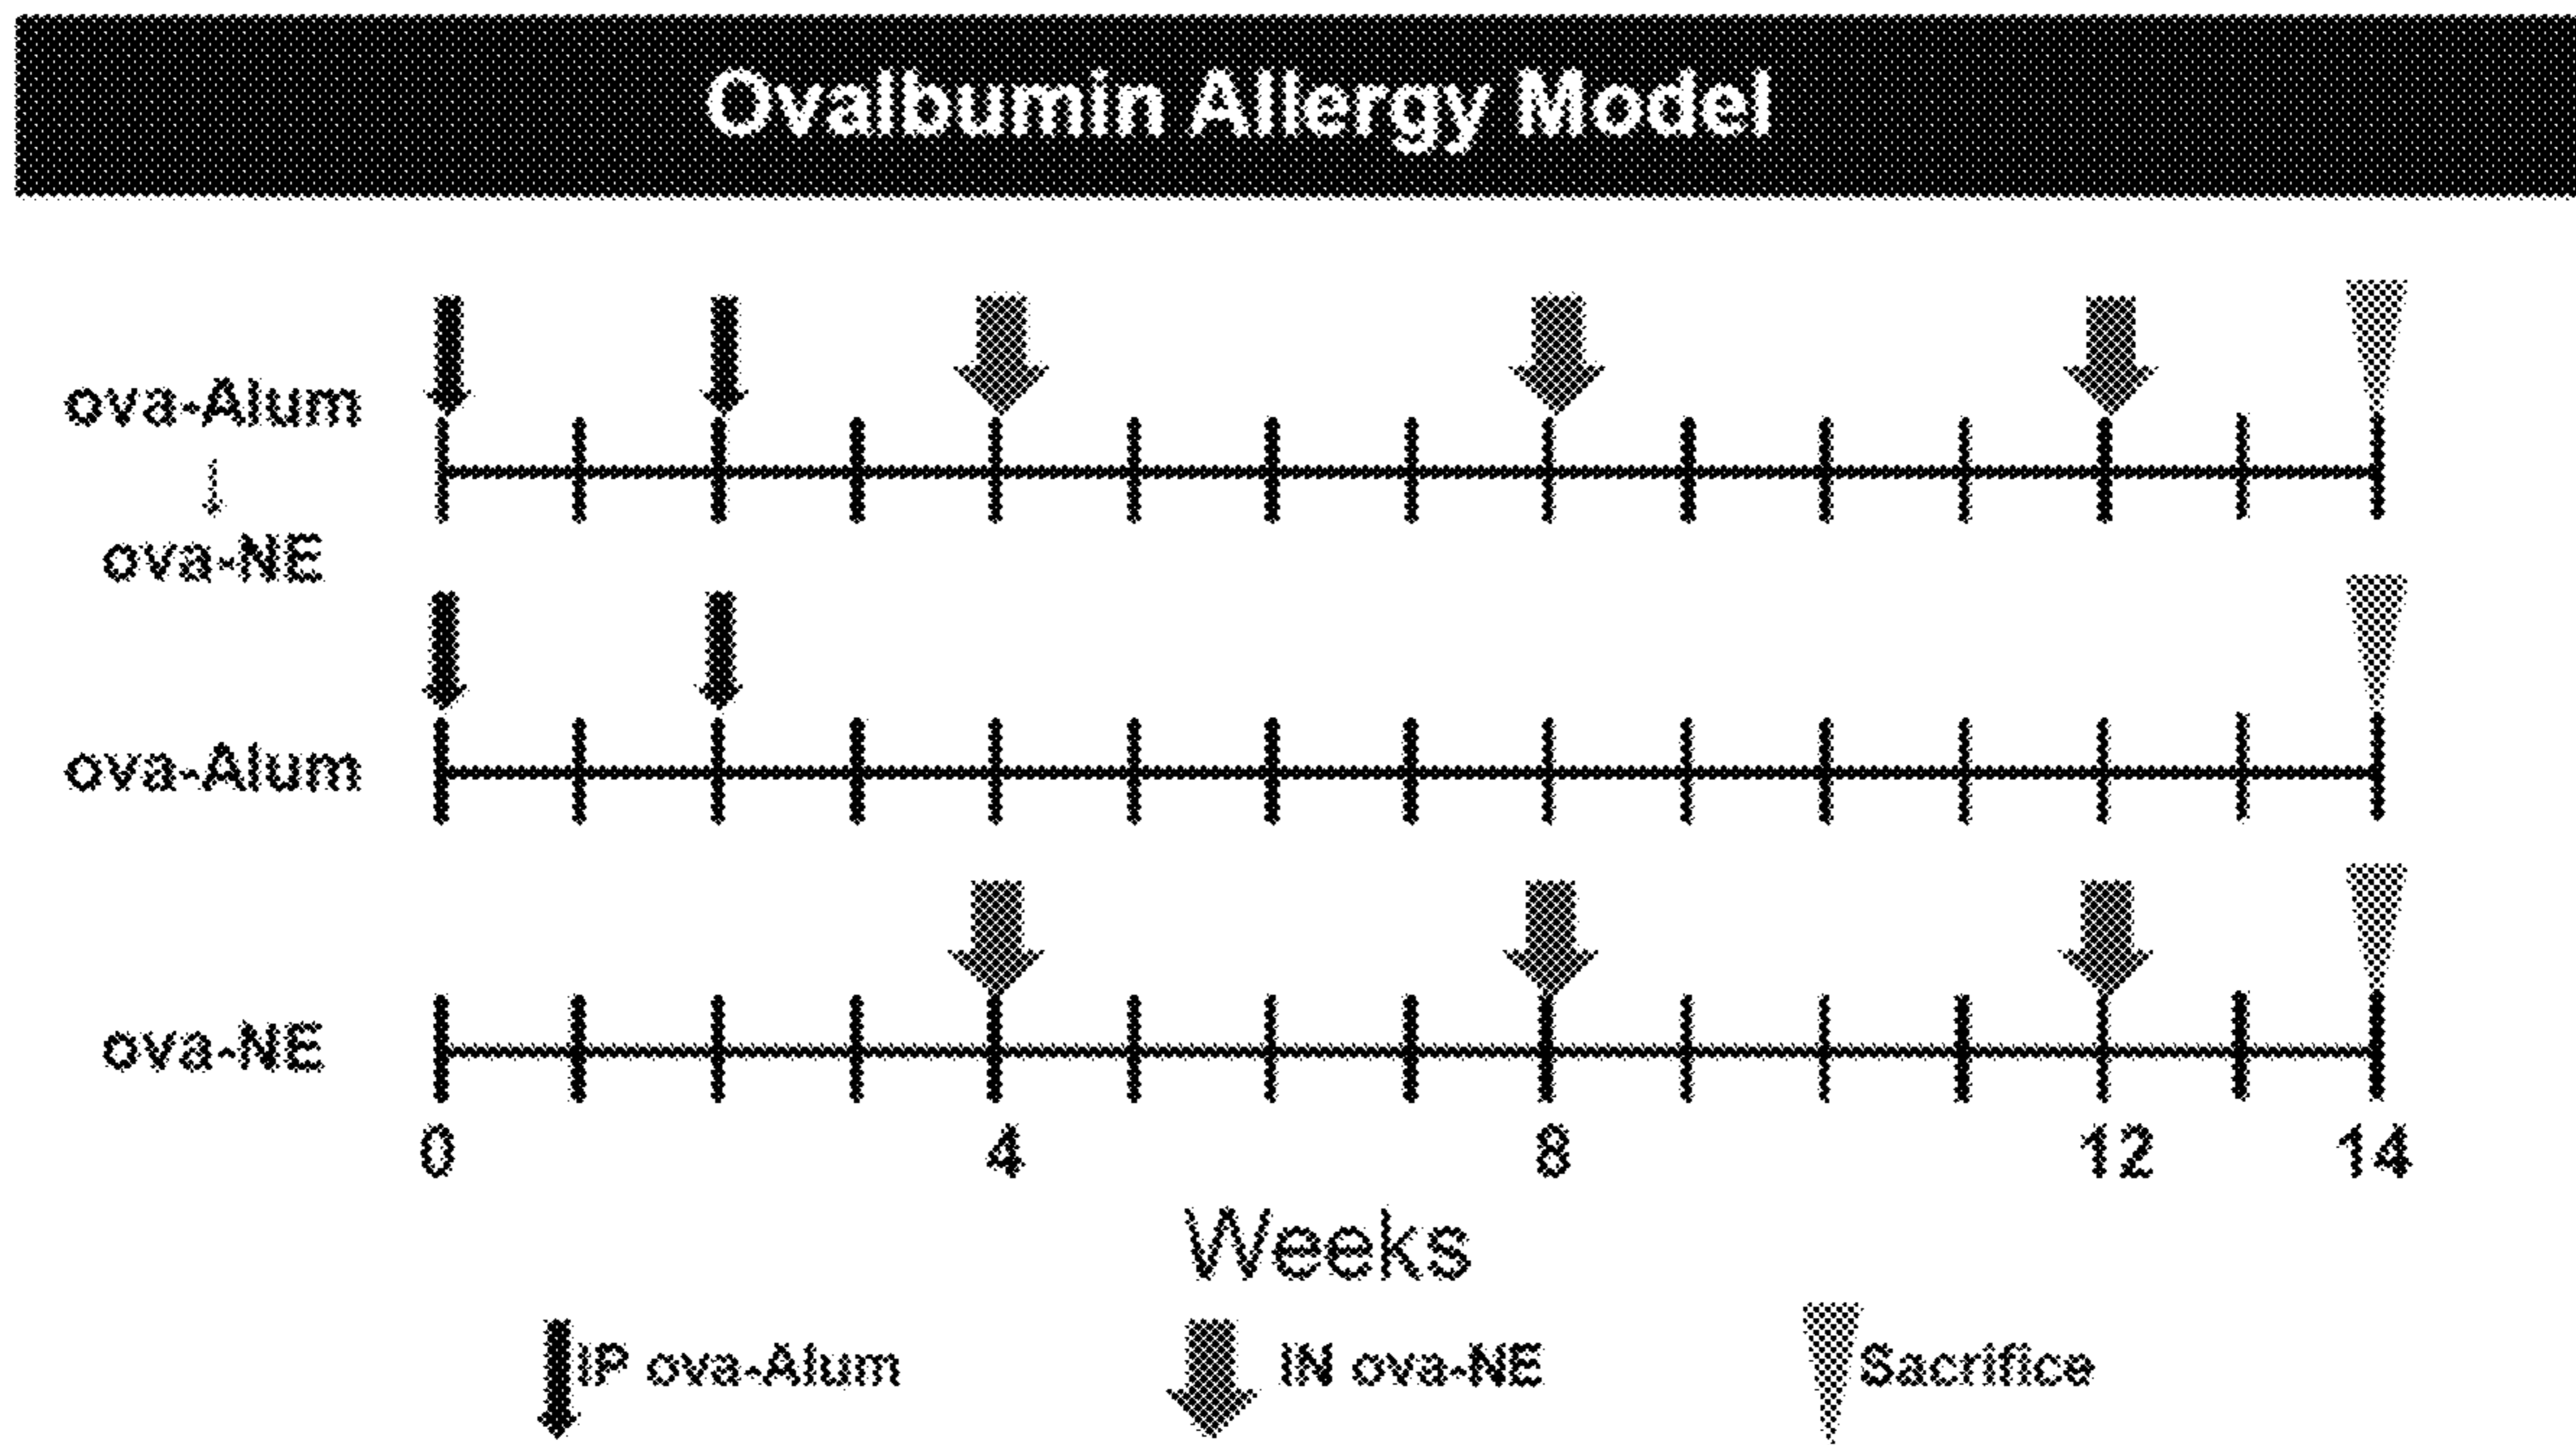 Ovalbumin Allergy Model
ova-Alum
ova-NE
ova-Alum
ova-NE
0 4 8 12 14
Weeks
IP ova-Alum IN ova-NE Sacrifice